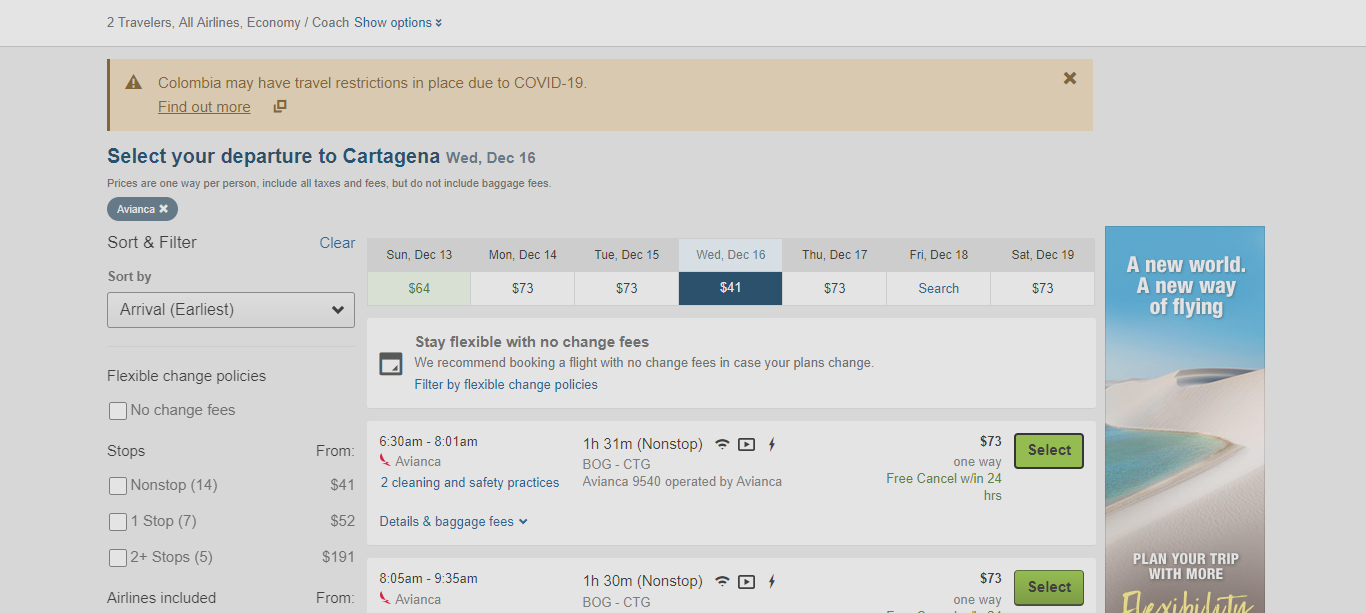 2 Travelers, All Airlines, Economy / Coach Show options
Colombia may have travel restrictions in place due to COVID-19.
Find out more
Select your departure to Cartagena Wed, Dec 16
Prices are one way per person, include all taxes and fees, but do not include baggage fees.
Avianca
Sort & Filter Clear
Sort by
Arrival (Earliest)
Flexible change policies
No change fees
Stops From:
Nonstop (14) $41
1 Stop (7) $52
2+ Stops (5) $191
Airlines included From:
Sun, Dec 13 Mon, Dec 14 Tue, Dec 15 Wed, Dec 16 Thu, Dec 17 Fri, Dec 18 Sat, Dec 19
$64 $73 $73 $41 $73 Search $73
Stay flexible with no change fees
We recommend booking a flight with no change fees in case your plans change.
Filter by flexible change policies
6:30am - 8:01am 1h 31m (Nonstop) $73 Select
Avianca BOG - CTG one way
2 cleaning and safety practices Avianca 9540 operated by Avianca Free Cancel w/in 24
hrs
Details & baggage fees
8:05am - 9:35am 1h 30m (Nonstop) $73 Select
Avianca BOG - CTG one way
A new world.
A new way
of flying
PLAN YOUR TRIP
WITH MORE
Flexibility